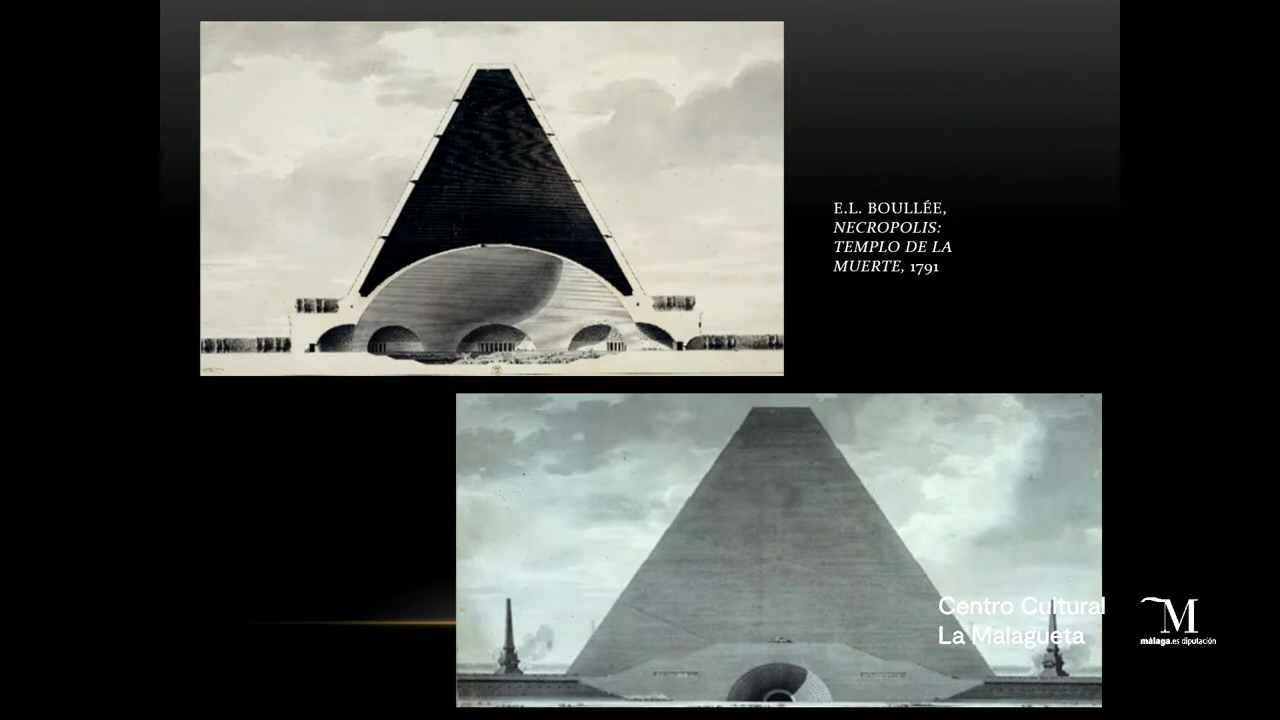 E.L. BOULLÉE,
NECROPOLIS:
TEMPLO DE LA
MUERTE, 1791
Centro Cultural
La Malagueta
M
málaga.es diputación